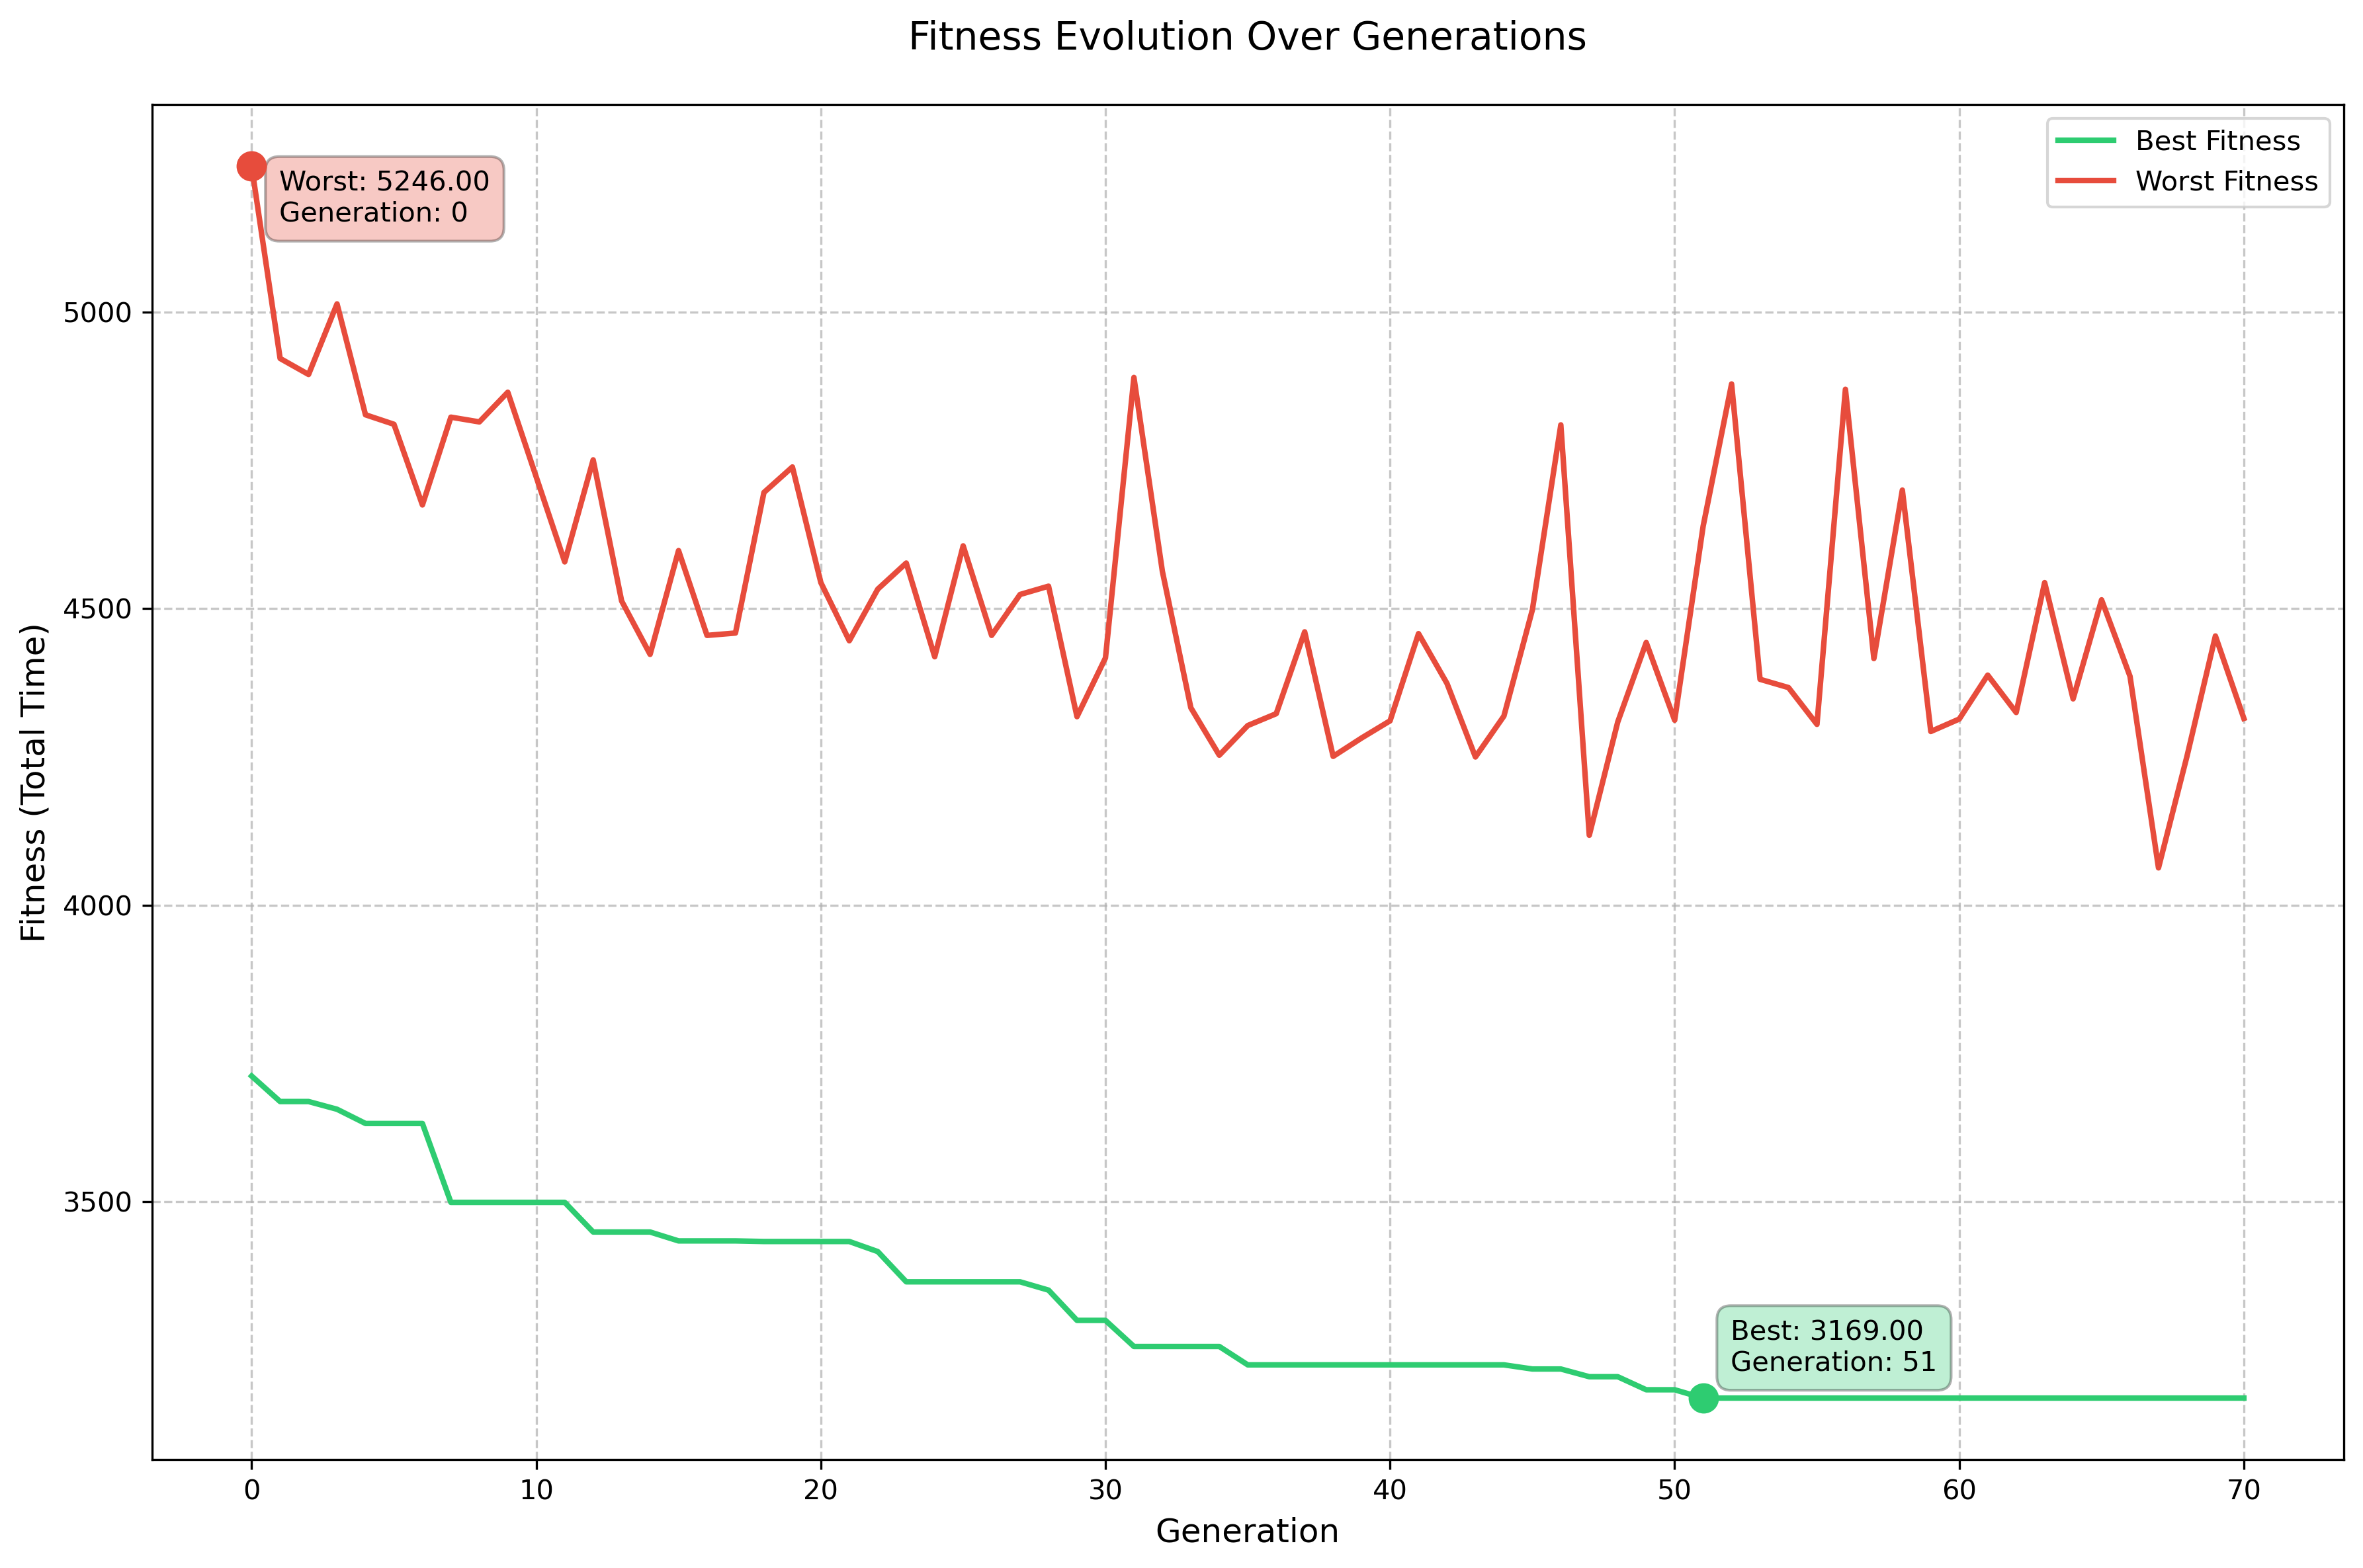 Fitness Evolution Over Generations
Best Fitness
Worst Fitness
Worst: 5246.00
Generation: 0
5000
4500
4000
3500
Fitness (Total Time)
Best: 3169.00
Generation: 51
0 10 20 30 40 50 60 70
Generation